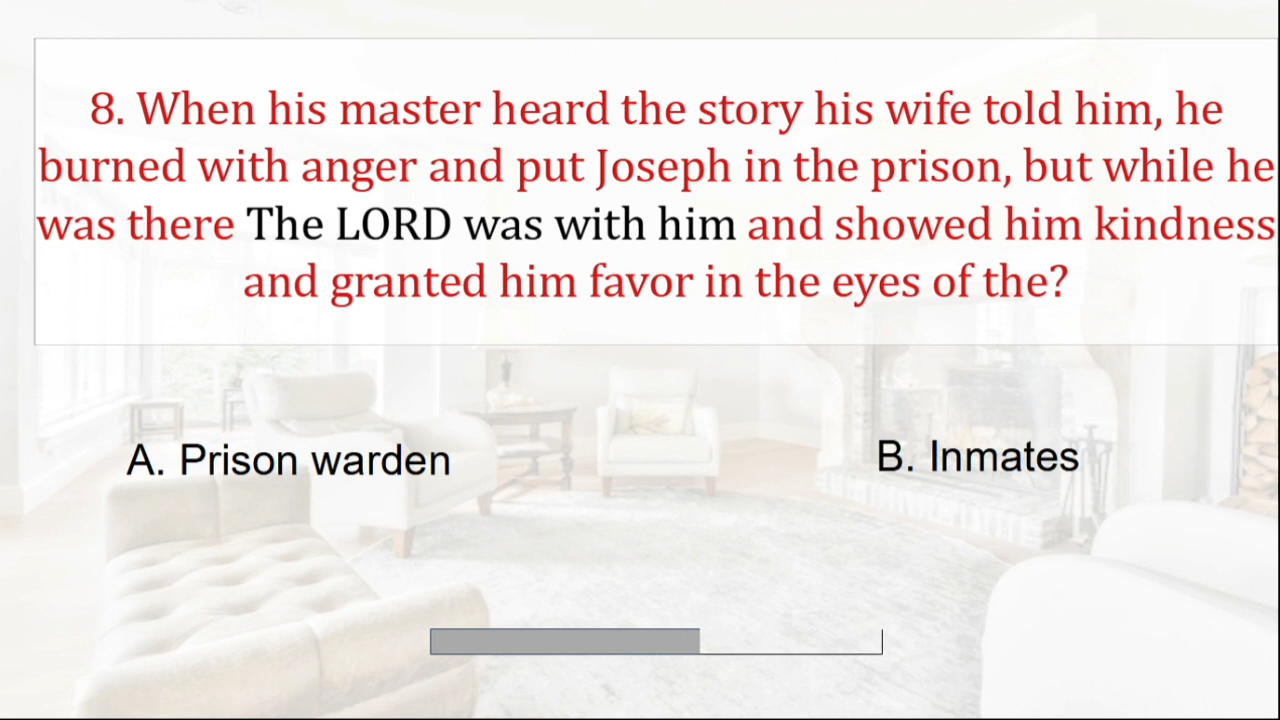 8. When his master heard the story his wife told him, he
burned with anger and put Joseph in the prison, but while he
was there The LORD was with him and showed him kindness
and granted him favor in the eyes of the?
A. Prison warden
B. Inmates